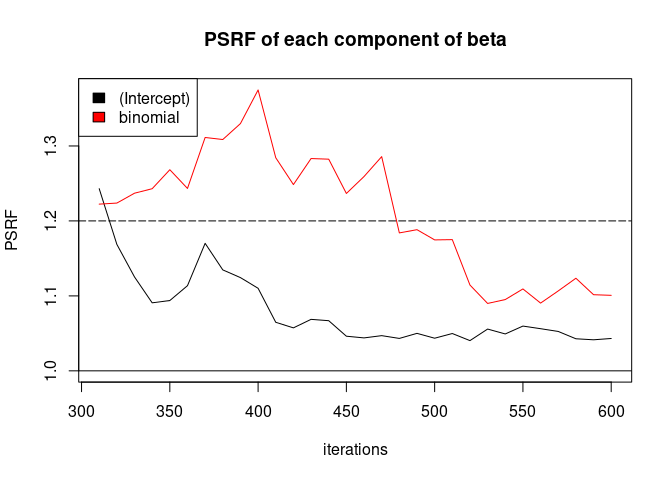 PSRF of each component of beta
(Intercept)
binomial
PSRF
1.3
1.2
1.1
1.0
300 350 400 450 500 550 600
iterations